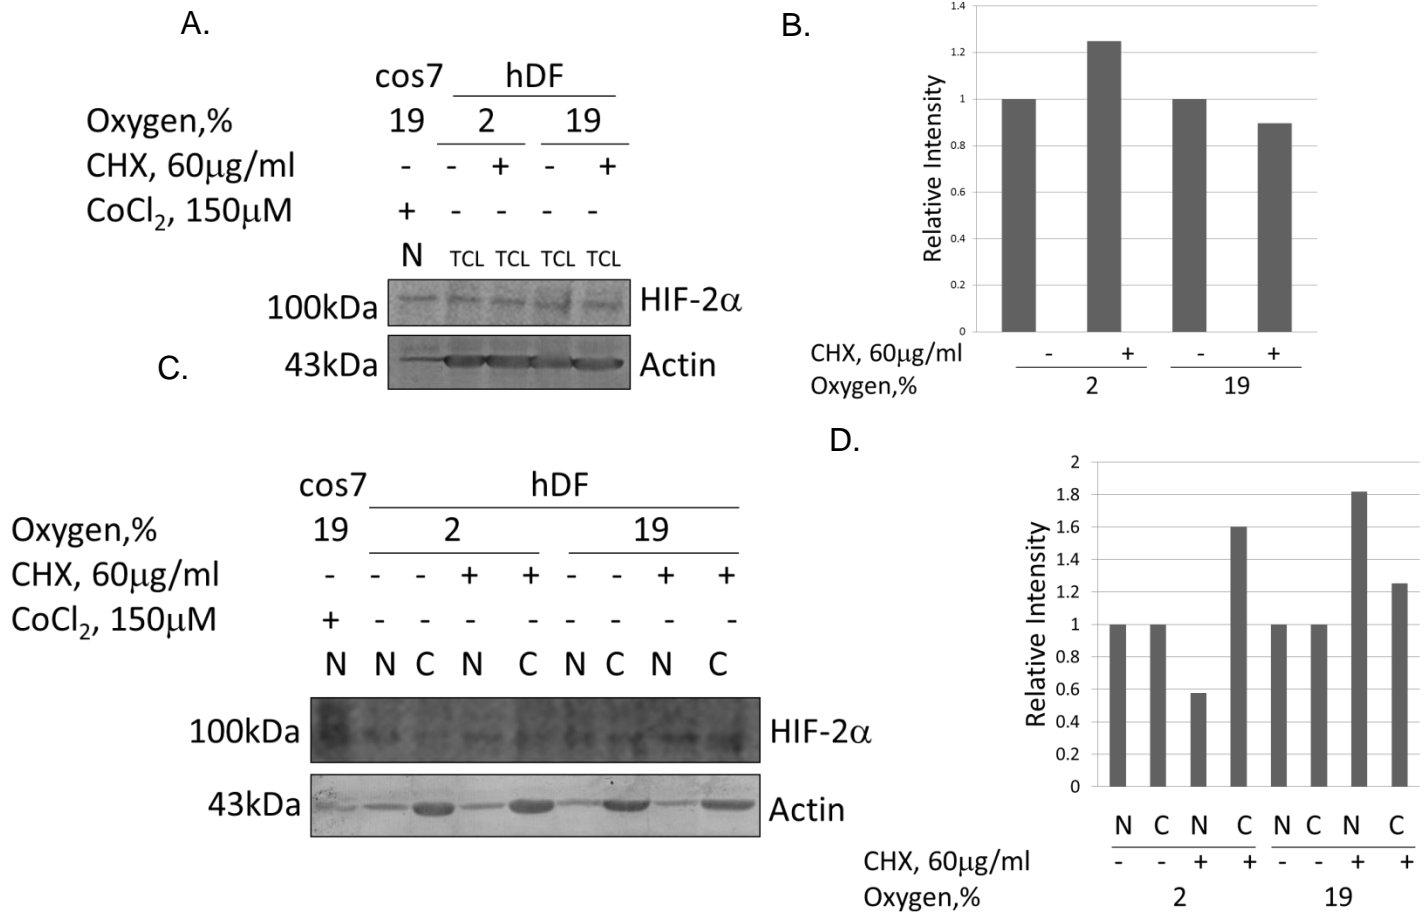 A.
cos7 hDF
Oxygen,% 19 2 19
CHX, 60μg/ml - - + - +
CoCl2, 150μM + - - - -
N TCL TCL TCL TCL
100kDa HIF-2α
43kDa Actin
B.
Relative Intensity
1.4
1.2
1
0.8
0.6
0.4
0.2
0
CHX, 60μg/ml - + - +
Oxygen,% 2 19
C.
cos7 hDF
Oxygen,% 19 2 19
CHX, 60μg/ml - - - + + - - + +
CoCl2, 150μM + - - - - - - - -
N N C N C N C N C
100kDa HIF-2α
43kDa Actin
D.
Relative Intensity
2
1.8
1.6
1.4
1.2
1
0.8
0.6
0.4
0.2
0
N C N C N C N C
CHX, 60μg/ml - - + + - - + +
Oxygen,% 2 19